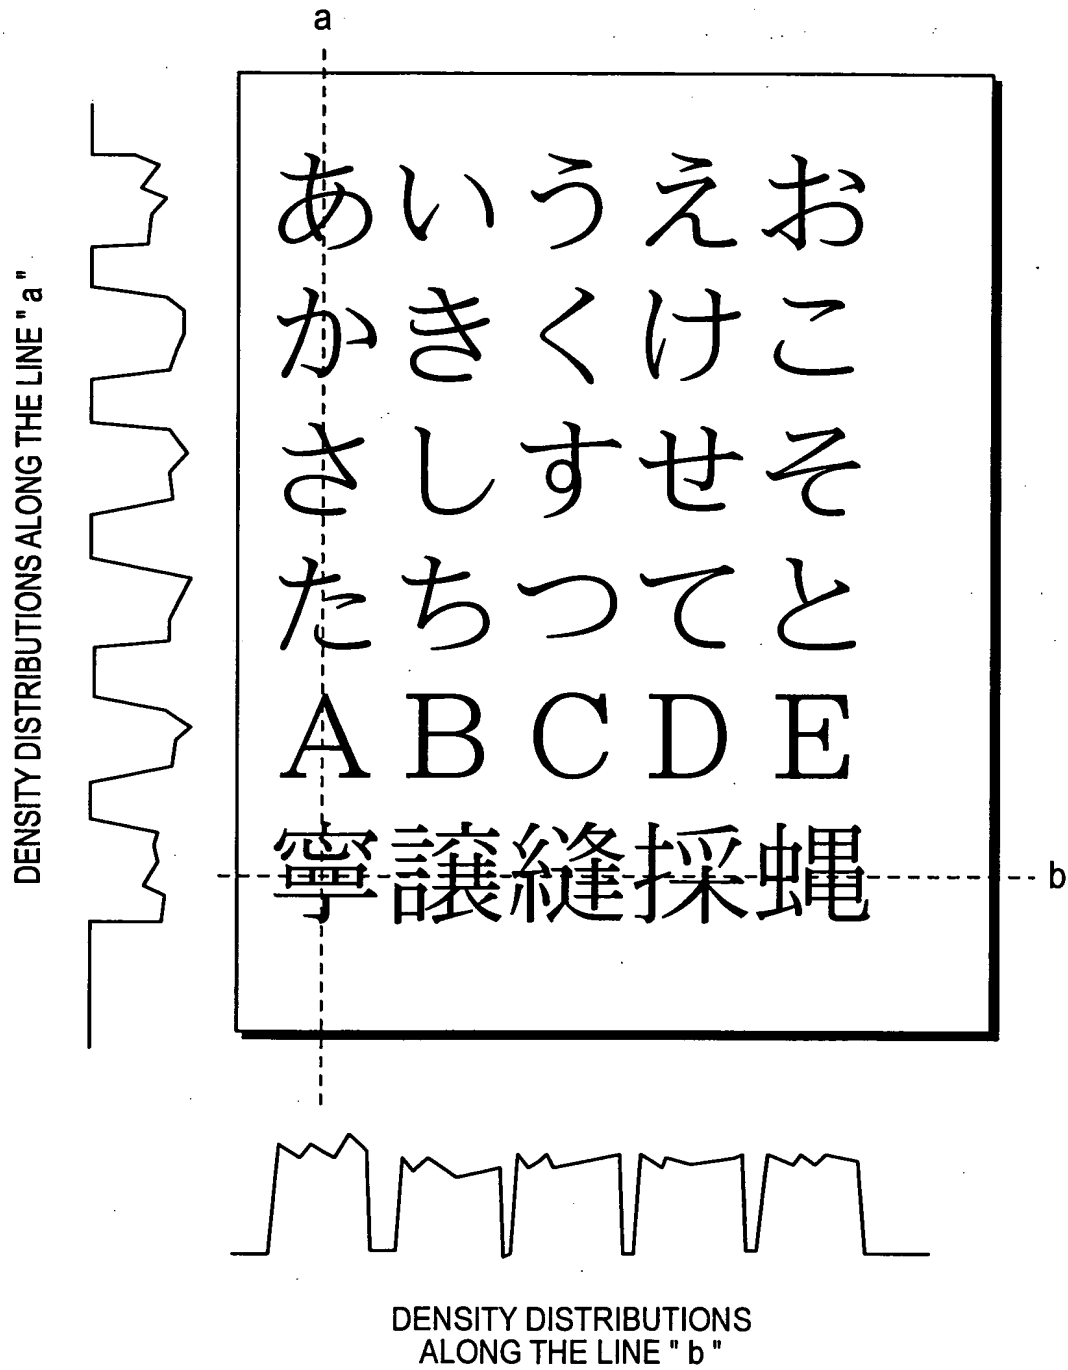 a
DENSITY DISTRIBUTIONS ALONG THE LINE " a "
あいうえお
かきくけこ
さしすせそ
たちつてと
ABCDE
寧譲縫採蝿
b
DENSITY DISTRIBUTIONS
ALONG THE LINE " b "